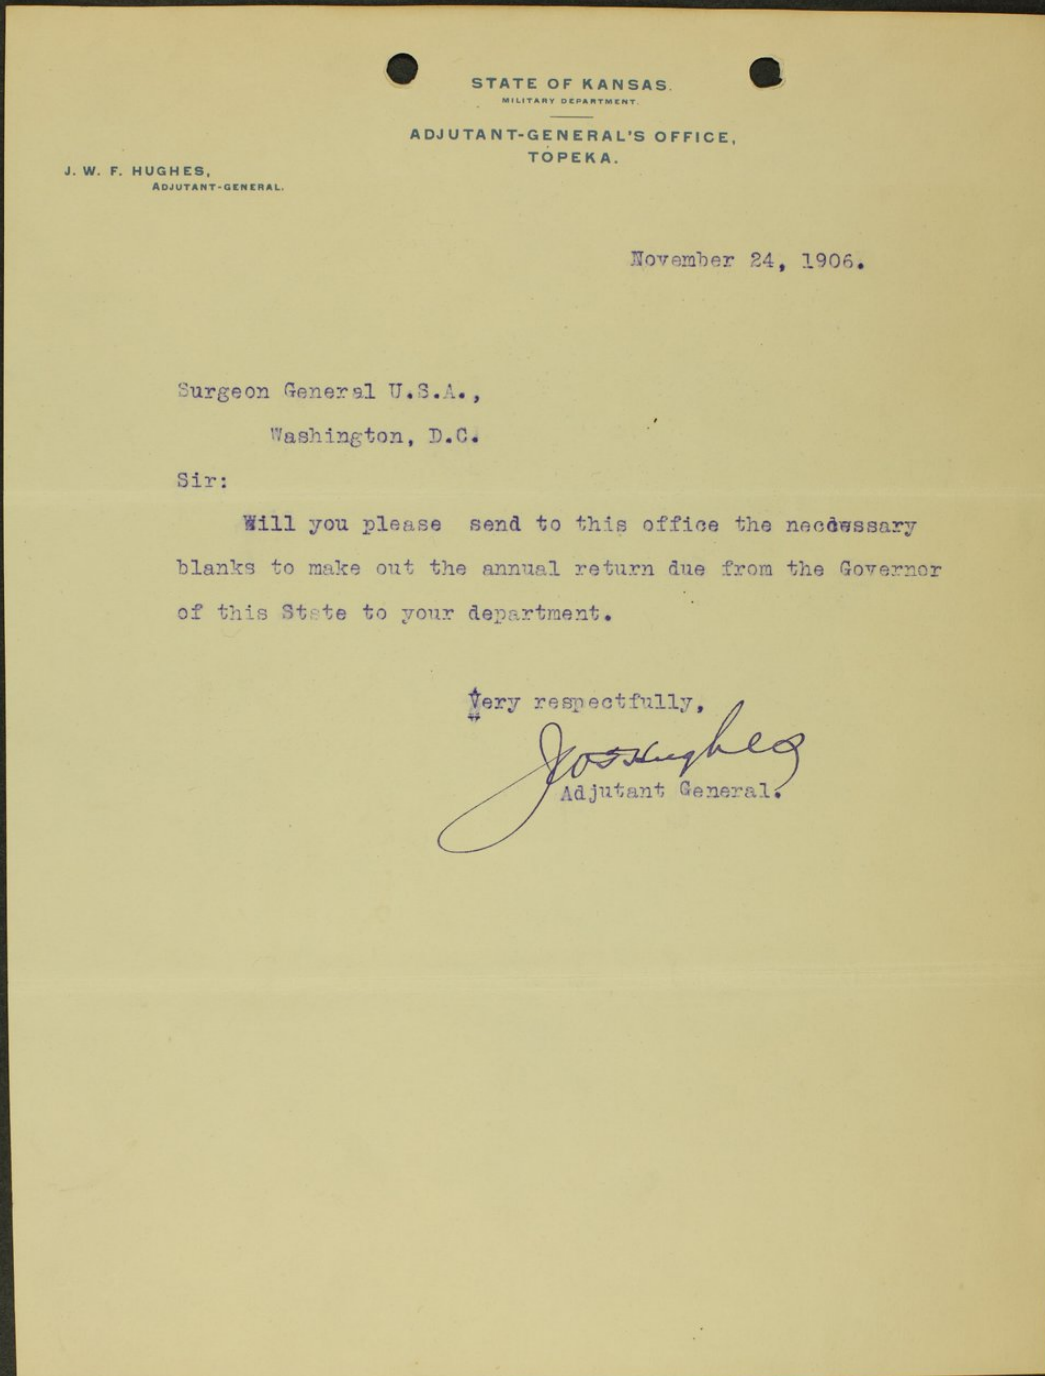 STATE OF KANSAS.
MILITARY DEPARTMENT.
ADJUTANT-GENERAL'S OFFICE,
TOPEKA.
J. W. F. HUGHES,
ADJUTANT-GENERAL.
November 24, 1906.
Surgeon General U.S.A.,
Washington, D.C.
Sir:
Will you please send to this office the necdwssary
blanks to make out the annual return due from the Governor
of this State to your department.
Very respectfully,
Hughes
Adjutant General.